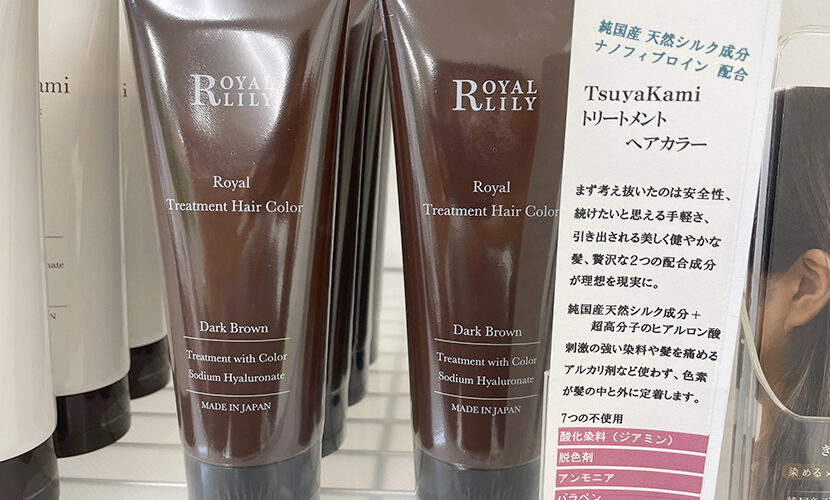 ami
nate
N
ROYAL
LILY
Royal
Treatment Hair Color
Dark Brown
Treatment with Color
Sodium Hyaluronate
MADE IN JAPAN
ROYAL
LILY
Royal
Treatment Hair Color
Dark Brown
Treatment with Color
Sodium Hyaluronate
MADE IN JAPAN
純国産 天然シルク成分
ナノフィブロイン 配合
TsuyaKami
トリートメント
ヘアカラー
まず考え抜いたのは安全性、
続けたいと思える手軽さ、
引き出される美しく健やかな
髪、贅沢な2つの配合成分
が理想を現実に。
純国産天然シルク成分+
超高分子のヒアルロン酸
刺激の強い染料や髪を痛める
アルカリ剤など使わず、色素
が髪の中と外に定着します。
7つの不使用
酸化染料（ジアミン）
脱色剤
アンモニア
パラベン
き
染める×